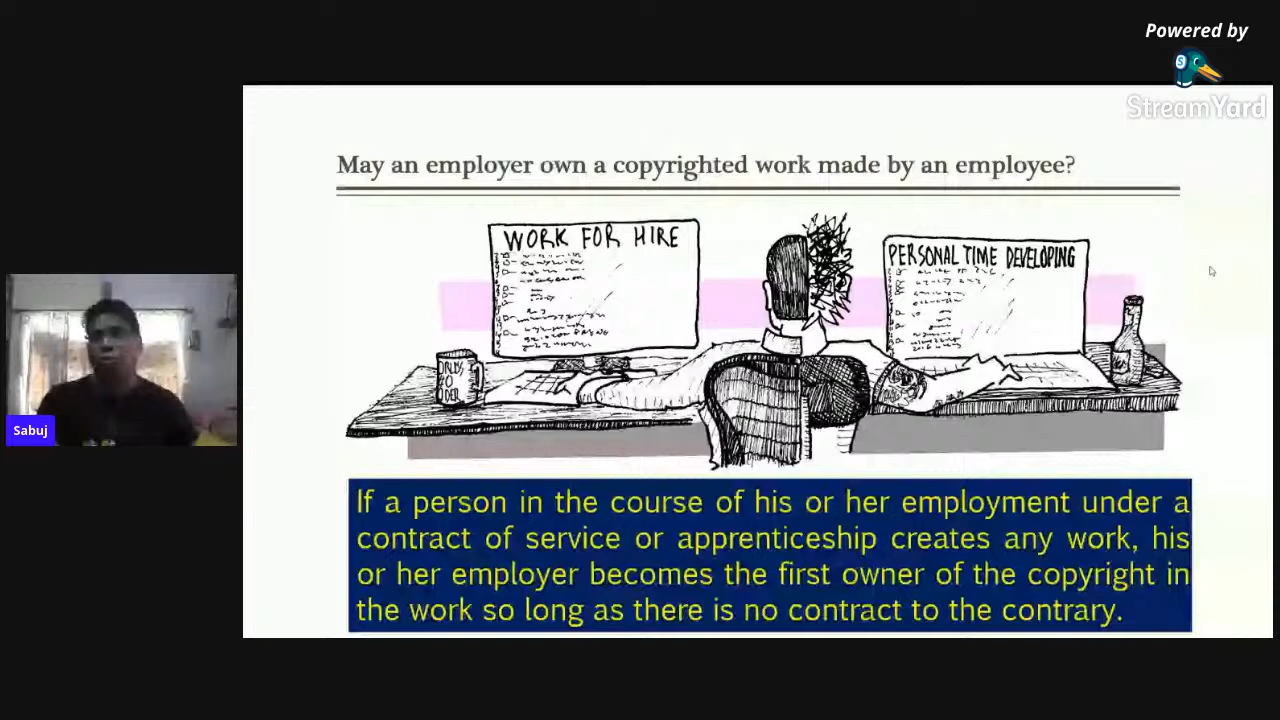 Powered by
StreamYard
May an employer own a copyrighted work made by an employee?
WORK FOR HIRE
PERSONAL TIME DEVELOPING
Sabuj
If a person in the course of his or her employment under a
contract of service or apprenticeship creates any work, his
or her employer becomes the first owner of the copyright in
the work so long as there is no contract to the contrary.